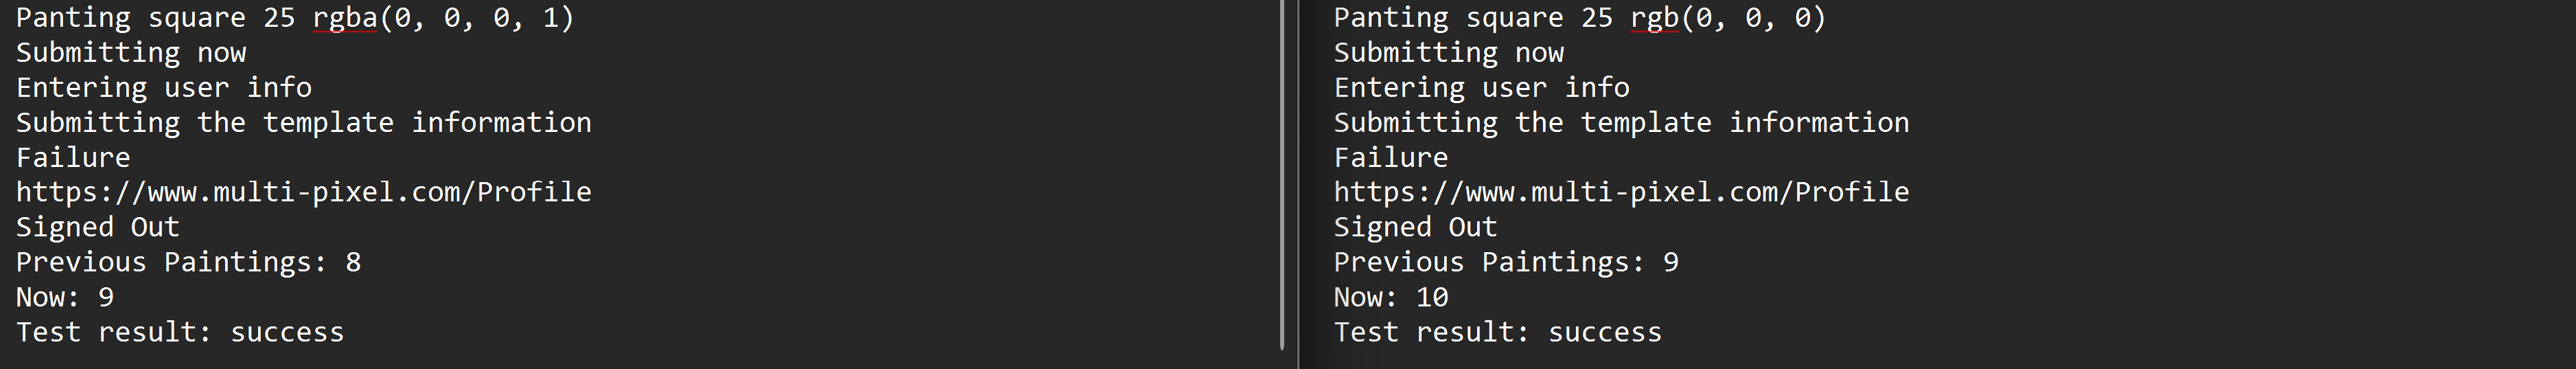 Panting square 25 rgba(0, 0, 0, 1)
Submitting now
Entering user info
Submitting the template information
Failure
https://www.multi-pixel.com/Profile
Signed Out
Previous Paintings: 8
Now: 9
Test result: success
Panting square 25 rgb(0, 0, 0)
Submitting now
Entering user info
Submitting the template information
Failure
https://www.multi-pixel.com/Profile
Signed Out
Previous Paintings: 9
Now: 10
Test result: success